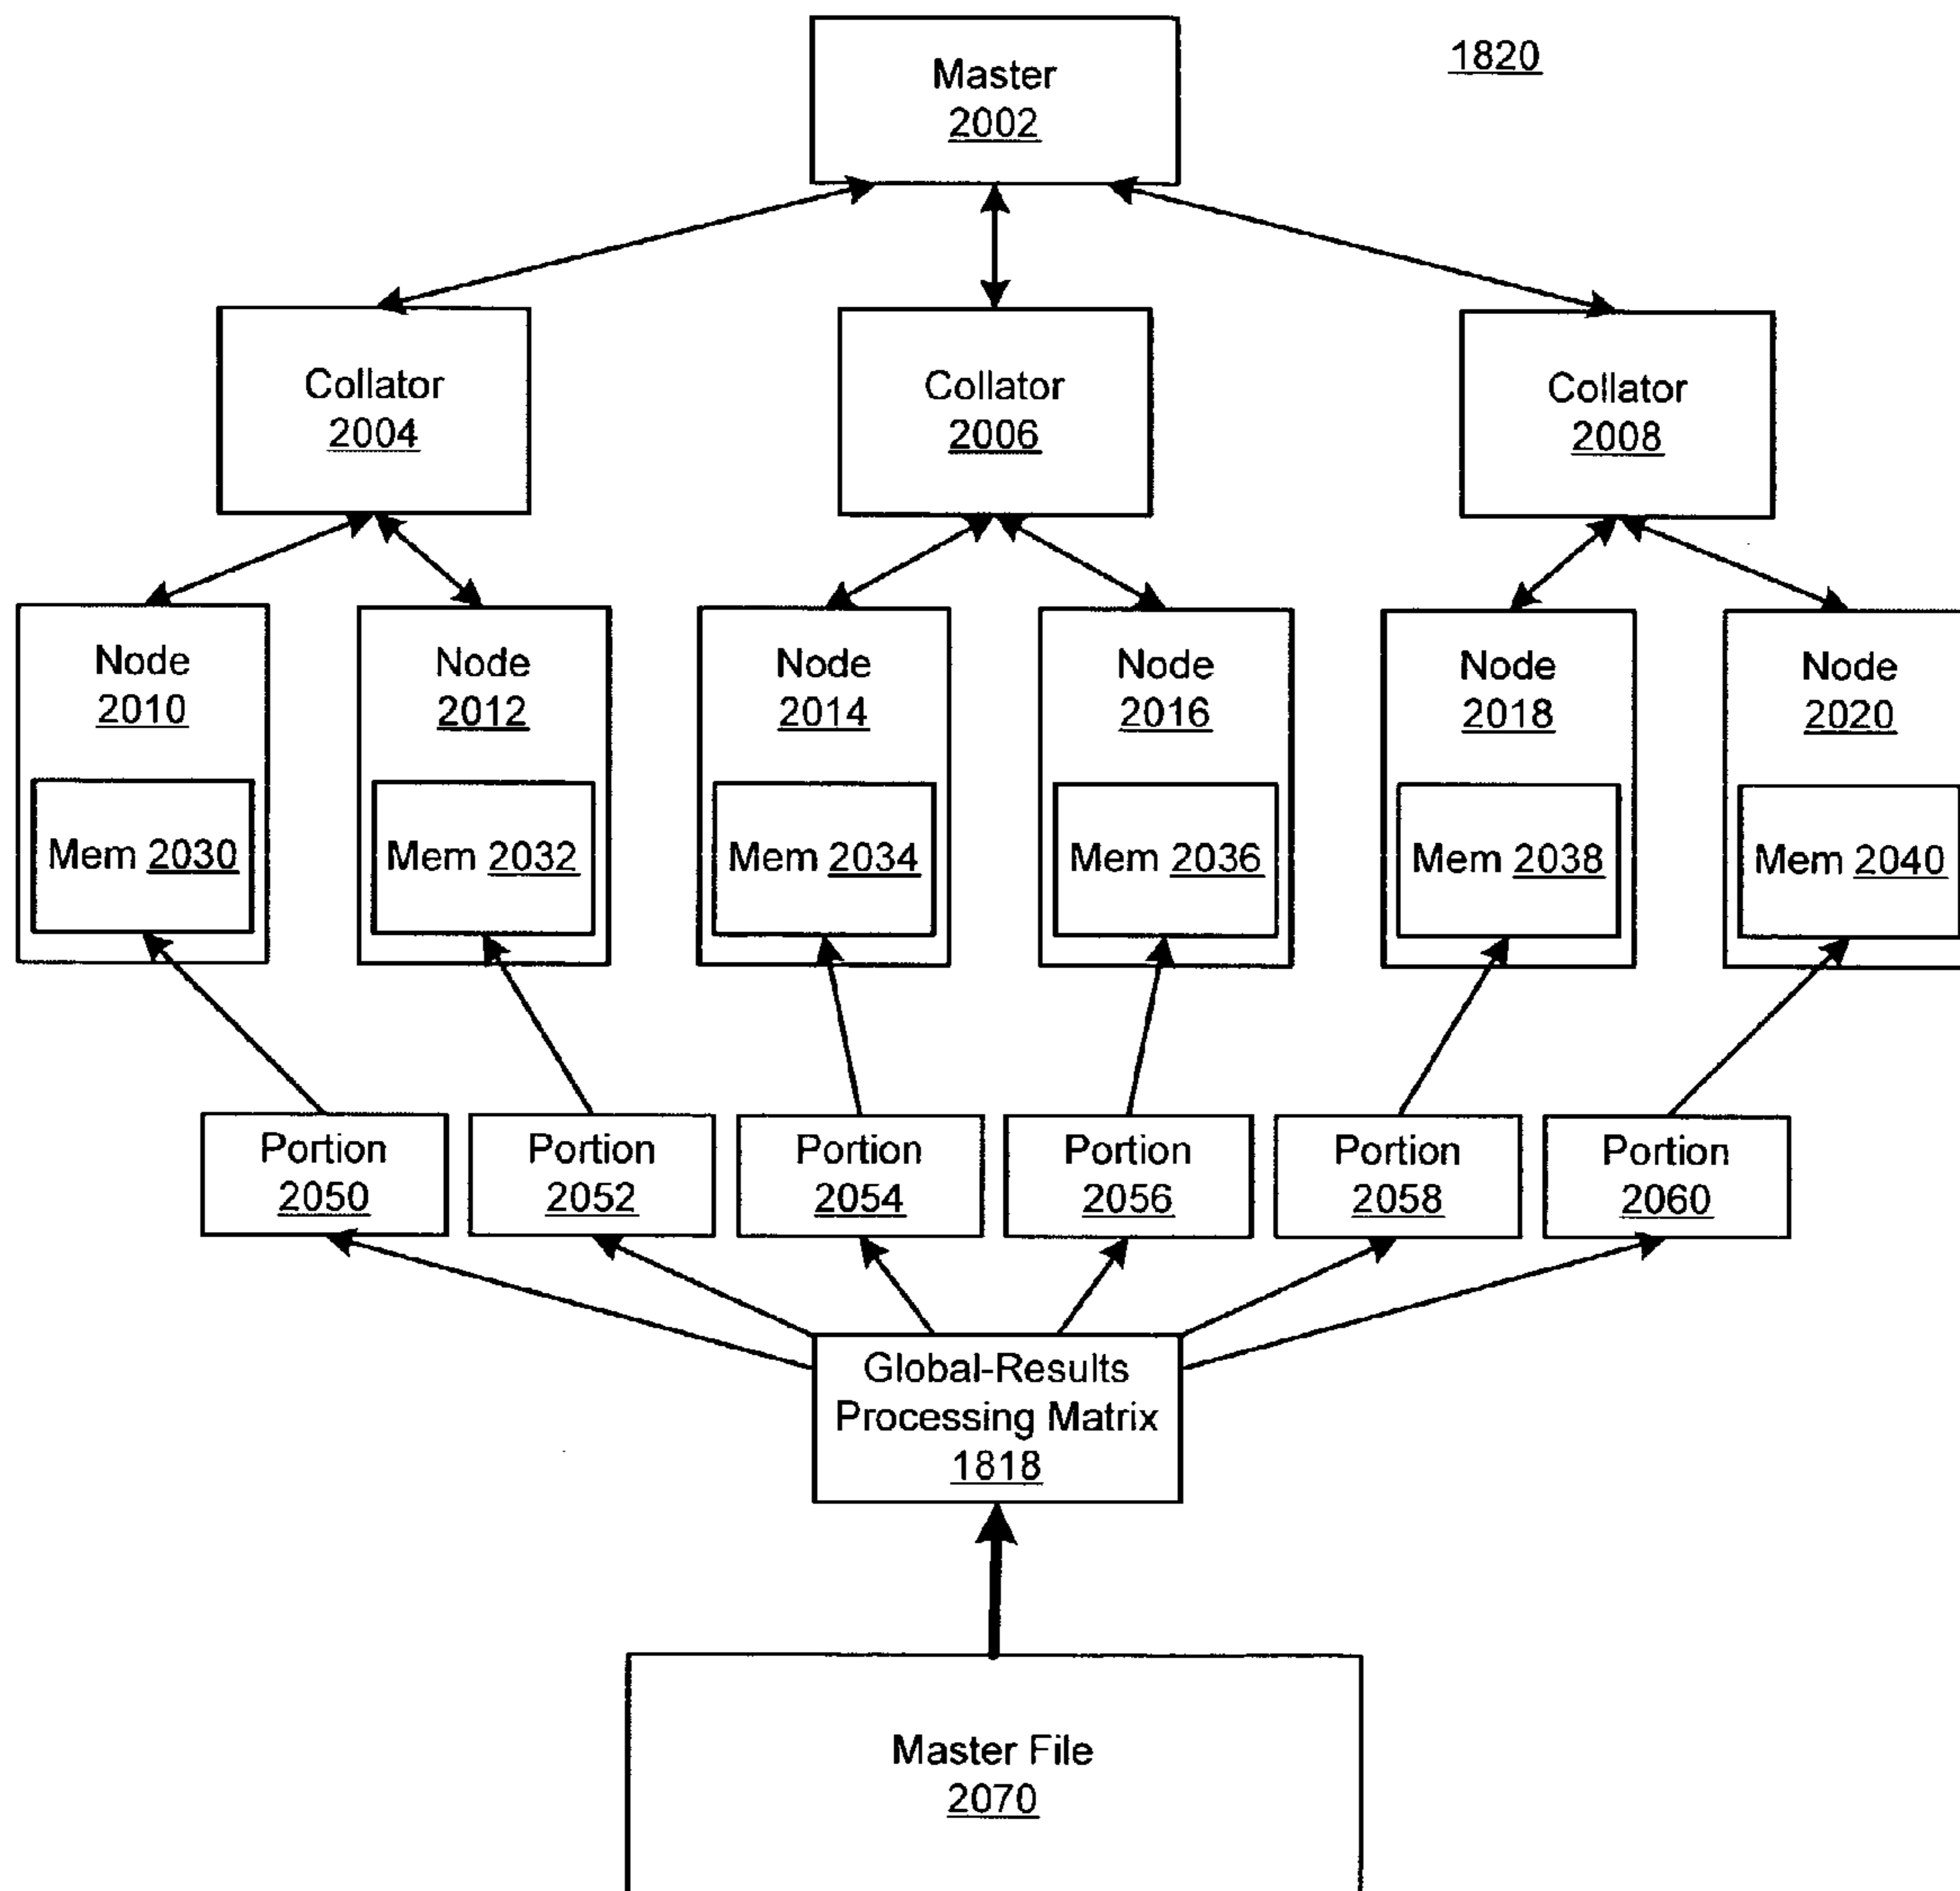 1820
Master
2002
Collator
2004
Collator
2006
Collator
2008
Node
2010
Node
2012
Node
2014
Node
2016
Node
2018
Node
2020
Mem 2030
Mem 2032
Mem 2034
Mem 2036
Mem 2038
Mem 2040
Portion
2050
Portion
2052
Portion
2054
Portion
2056
Portion
2058
Portion
2060
Global-Results
Processing Matrix
1818
Master File
2070